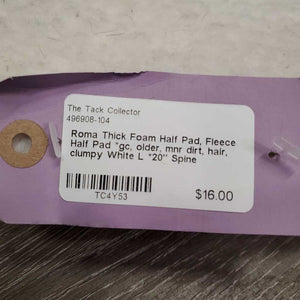 The Tack Collector
496908-104
Roma Thick Foam Half Pad, Fleece
Half Pad *gc, older, mnr dirt, hair,
clumpy White L *20" Spine
TC4Y53
$16.00